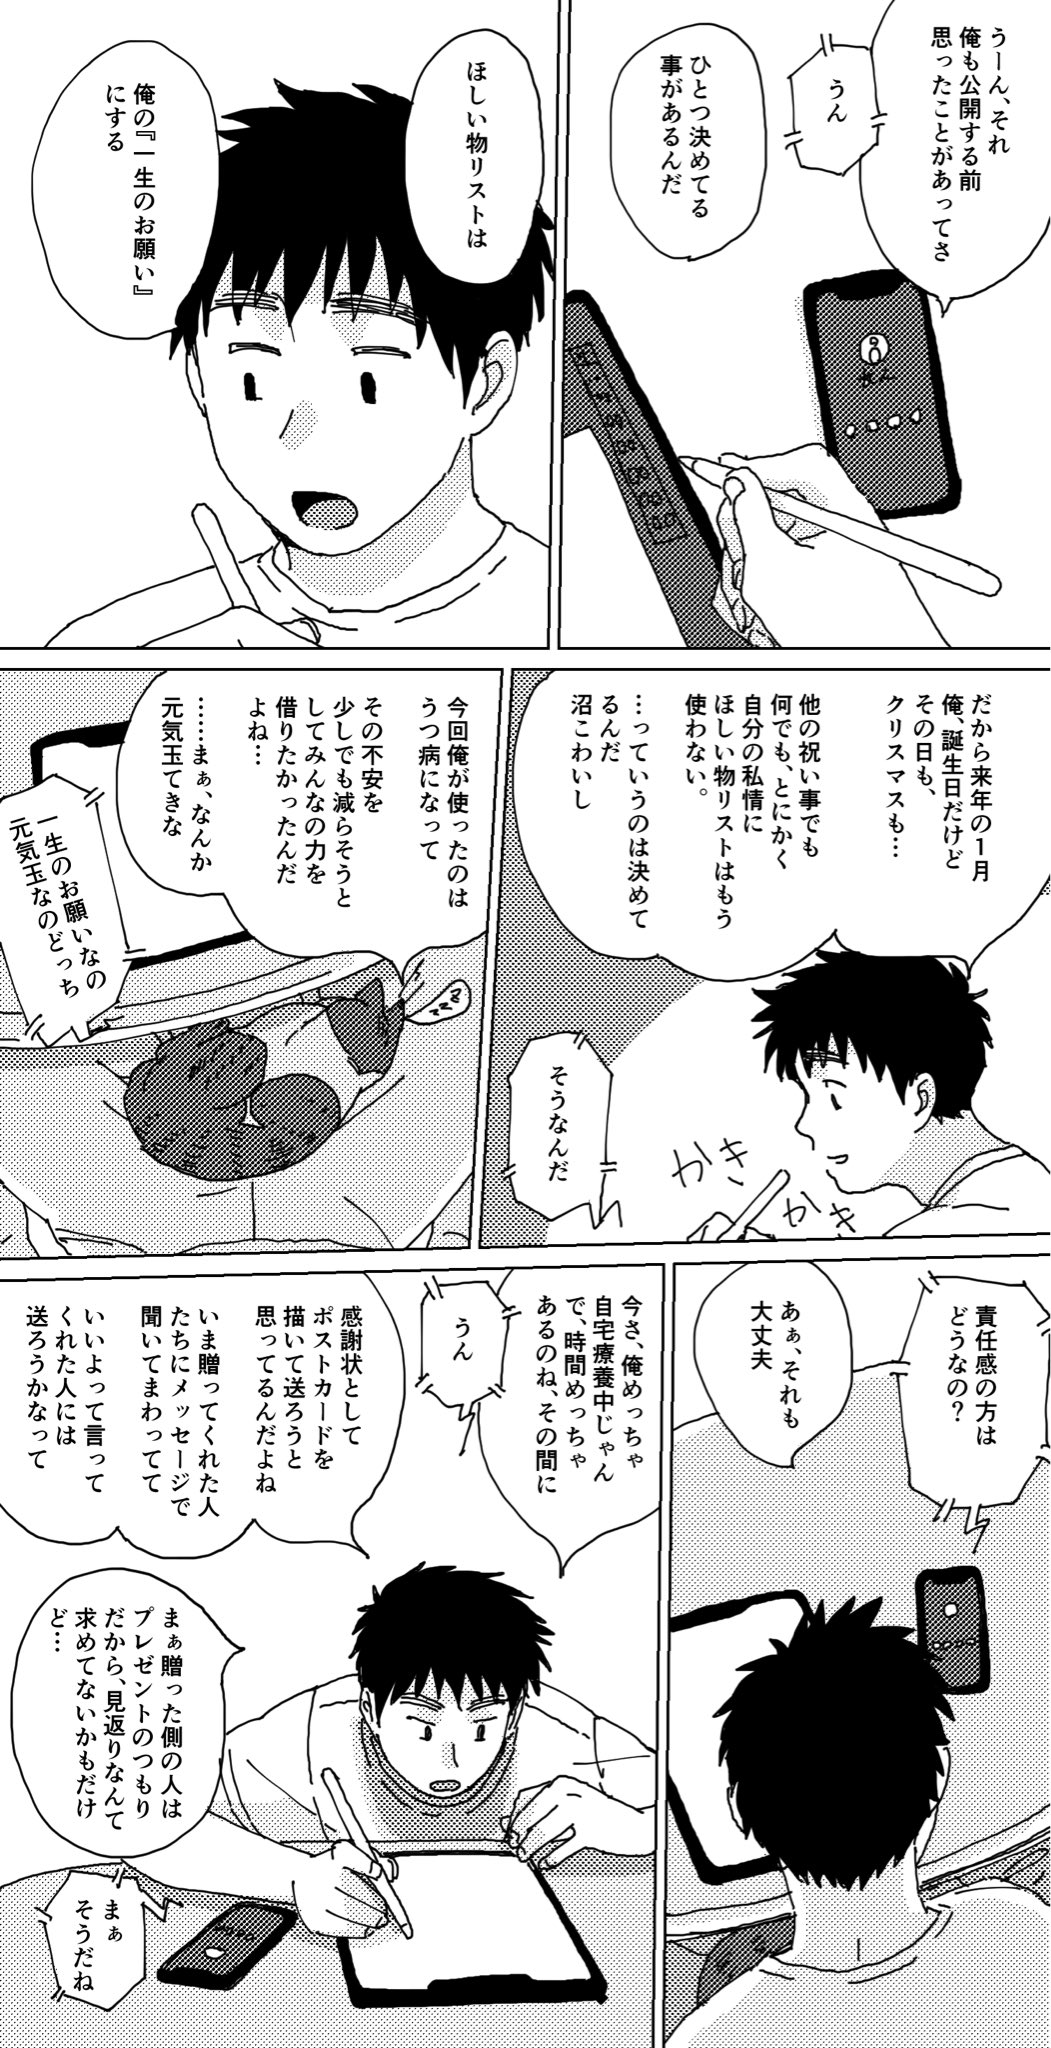 うーん、それ
俺も公開する前
思ったことがあってさ
うん
ひとつ決めてる
事があるんだ
ほしい物リストは
俺の『一生のお願い』
にする
だから来年の1月
俺、誕生日だけど
その日も、
クリスマスも…
他の祝い事でも
何でも、とにかく
自分の私情に
ほしい物リストはもう
使わない。
…っていうのは決めて
るんだ
沼こわいし
そうなんだ
かき
かき
今回俺が使ったのは
うつ病になって
その不安を
少しでも減らそうと
してみんなの力を
借りたかったんだ
よね…
……まぁ、なんか
元気玉てきな
一生のお願いなの
元気玉なのどっち
zzz
責任感の方は
どうなの？
あぁ、それも
大丈夫
今さ、俺めっちゃ
自宅療養中じゃん
で、時間めっちゃ
あるのね、その間に
うん
感謝状として
ポストカードを
描いて送ろうと
思ってるんだよね
いま贈ってくれた人
たちにメッセージで
聞いてまわってて
いいよって言って
くれた人には
送ろうかなって
まぁ贈った側の人は
プレゼントのつもり
だから、見返りなんて
求めてないかもだけ
ど…
まぁ
そうだね